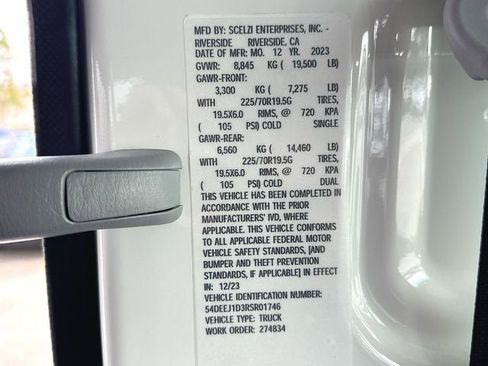 MFD BY: SCELZI ENTERPRISES, INC. -
RIVERSIDE RIVERSIDE, CA
DATE OF MFR: MO. 12 YR. 2023
GVWR: 8,845 KG ( 19,500 LB)
GAWR-FRONT:
3,300 KG ( 7,275 LB)
WITH 225/70R19.5G TIRES,
19.5X6.0 RIMS, @ 720 KPA
( 105 PSI) COLD SINGLE
GAWR-REAR:
6,560 KG ( 14,460 LB)
WITH 225/70R19.5G TIRES,
19.5X6.0 RIMS, @ 720 KPA
( 105 PSI) COLD DUAL
THIS VEHICLE HAS BEEN COMPLETED IN
ACCORDANCE WITH THE PRIOR
MANUFACTURERS' IVD, WHERE
APPLICABLE. THIS VEHICLE CONFORMS
TO ALL APPLICABLE FEDERAL MOTOR
VEHICLE SAFETY STANDARDS, [AND
BUMPER AND THEFT PREVENTION
STANDARDS, IF APPLICABLE] IN EFFECT
IN: 12/23
VEHICLE IDENTIFICATION NUMBER:
54DEEJ1D3RSR01746
VEHICLE TYPE: TRUCK
WORK ORDER: 274834